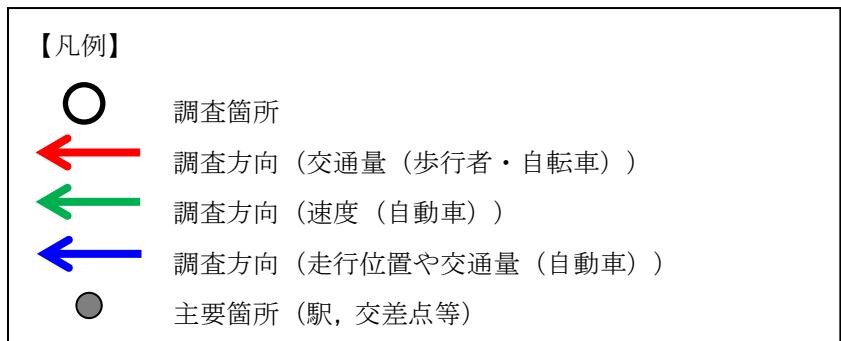 【凡例】
調査箇所
調査方向（交通量（歩行者・自転車））
調査方向（速度（自動車））
調査方向（走行位置や交通量（自動車））
主要箇所（駅，交差点等）